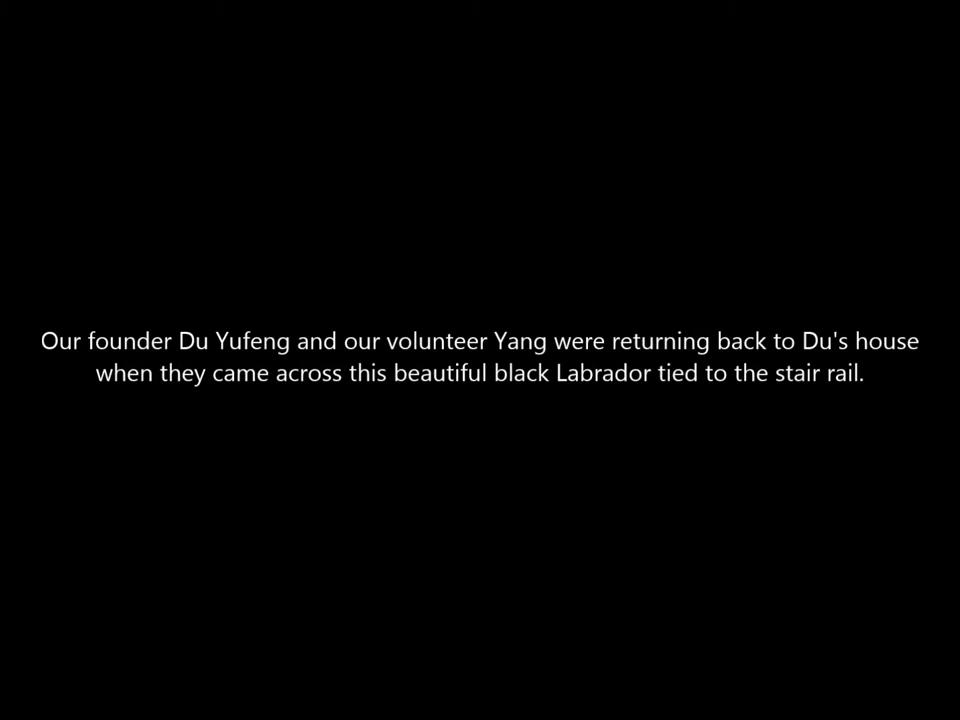 Our founder Du Yufeng and our volunteer Yang were returning back to Du's house
when they came across this beautiful black Labrador tied to the stair rail.